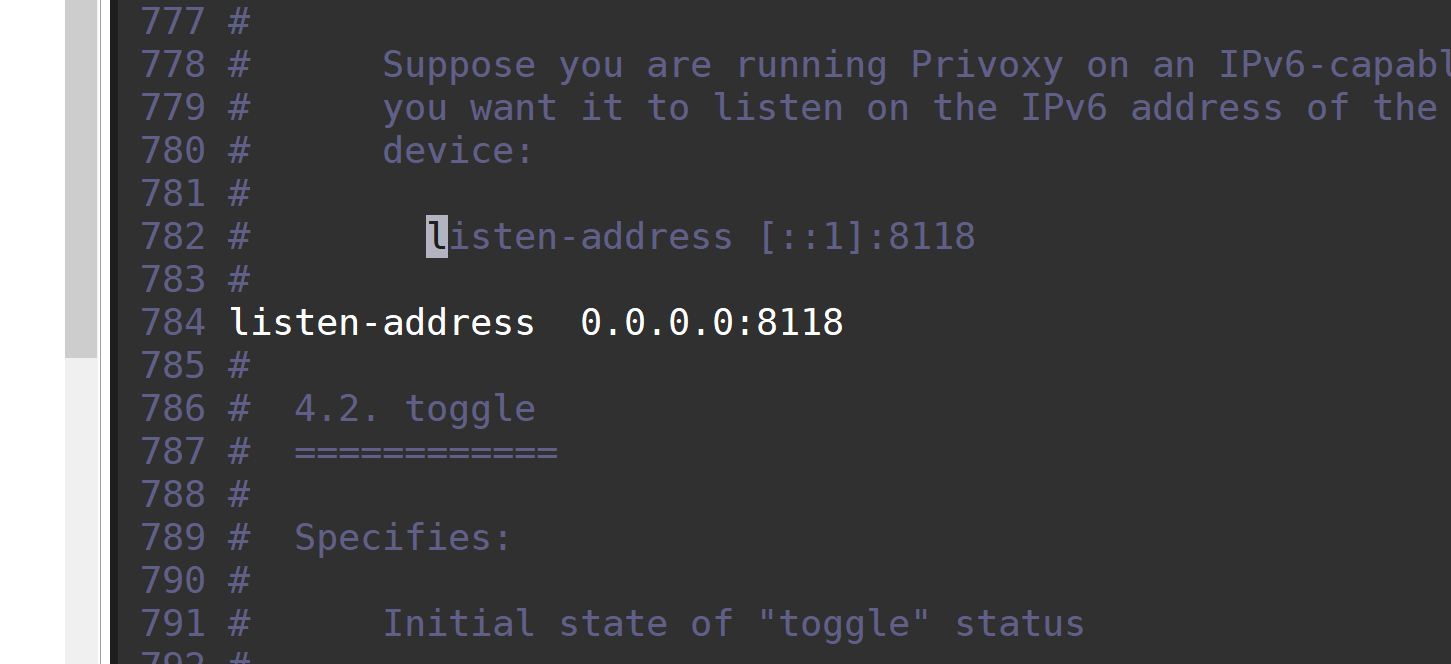 777 #
778 #      Suppose you are running Privoxy on an IPv6-capabl
779 #      you want it to listen on the IPv6 address of the
780 #      device:
781 #
782 #        listen-address [::1]:8118
783 #
784 listen-address  0.0.0.0:8118
785 #
786 #  4.2. toggle
787 #  ============
788 #
789 #  Specifies:
790 #
791 #      Initial state of "toggle" status
792 #